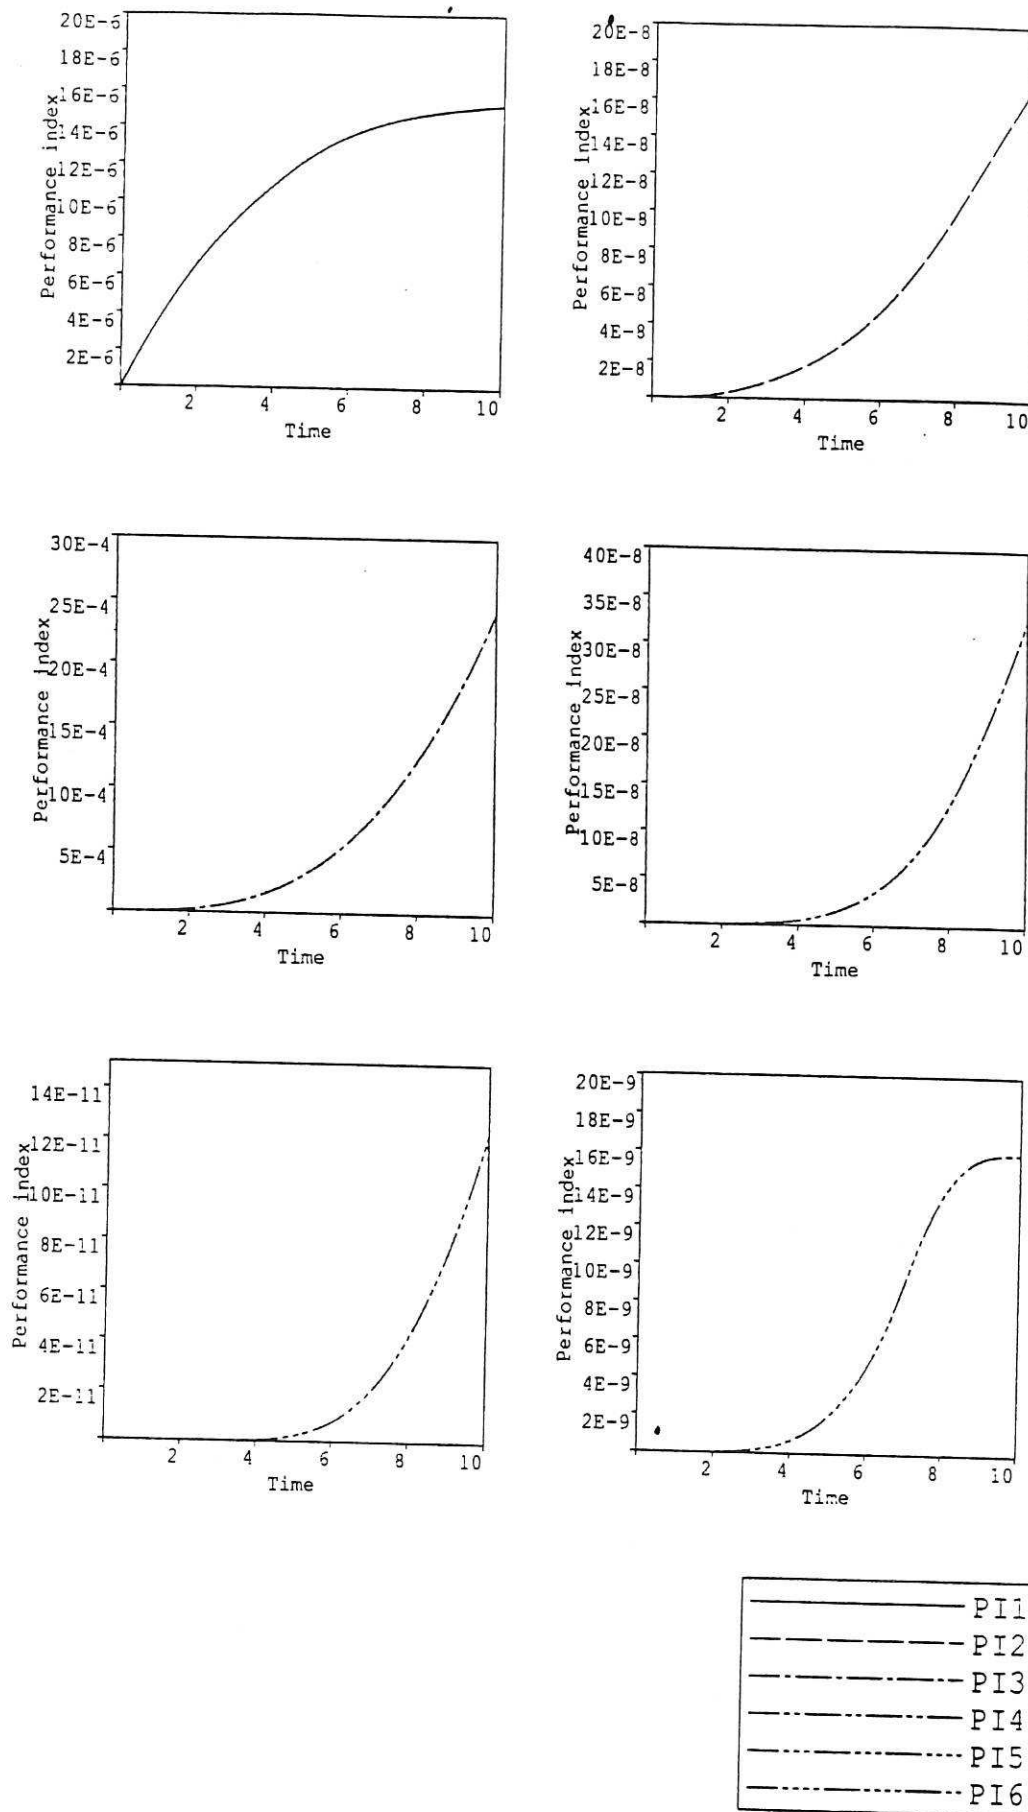 20E-6
18E-6
16E-6
14E-6
12E-6
10E-6
8E-6
6E-6
4E-6
2E-6
Performance index
2 4 6 8 10
Time
20E-8
18E-8
16E-8
14E-8
12E-8
10E-8
8E-8
6E-8
4E-8
2E-8
Performance index
2 4 6 8 10
Time
30E-4
25E-4
20E-4
15E-4
10E-4
5E-4
Performance index
2 4 6 8 10
Time
40E-8
35E-8
30E-8
25E-8
20E-8
15E-8
10E-8
5E-8
Performance index
2 4 6 8 10
Time
14E-11
12E-11
10E-11
8E-11
6E-11
4E-11
2E-11
Performance index
2 4 6 8 10
Time
20E-9
18E-9
16E-9
14E-9
12E-9
10E-9
8E-9
6E-9
4E-9
2E-9
Performance index
2 4 6 8 10
Time
PI1
PI2
PI3
PI4
PI5
PI6